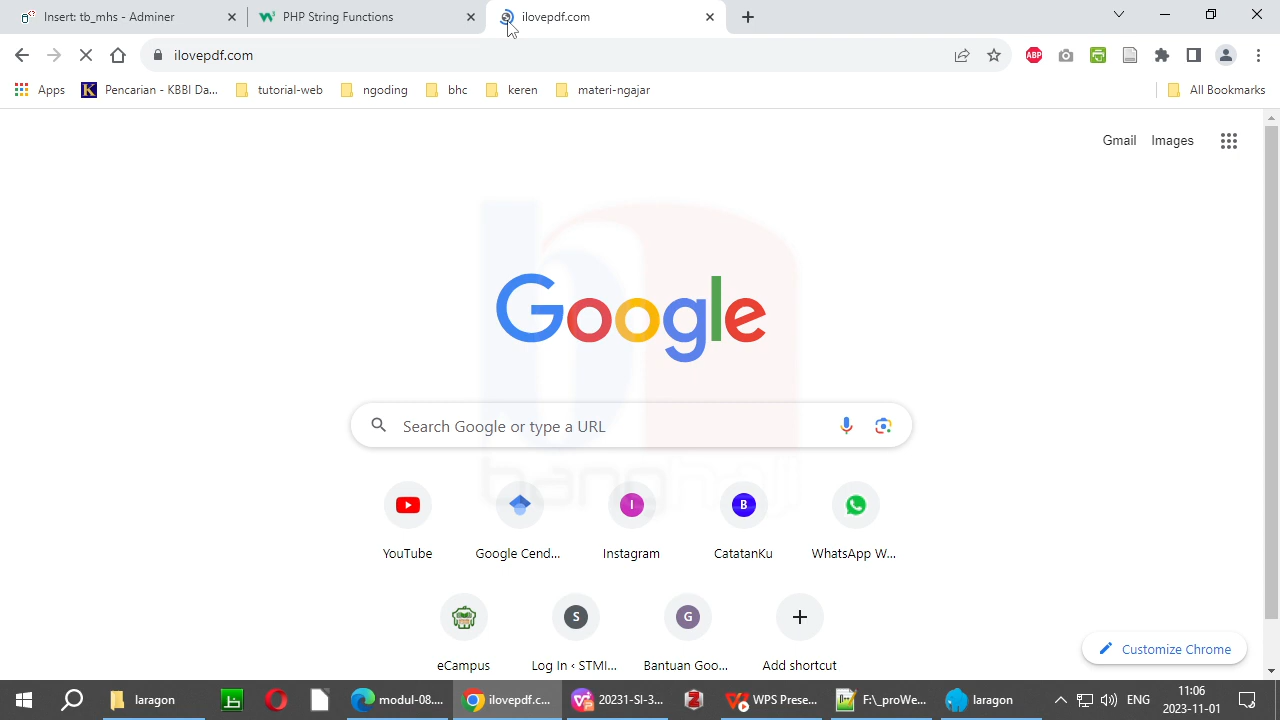 Insert: tb_mhs - Adminer
PHP String Functions
ilovepdf.com
ilovepdf.com
ABP
Apps
K
Pencarian - KBBI Da...
tutorial-web
ngoding
bhc
keren
materi-ngajar
All Bookmarks
Gmail
Images
Google
Search Google or type a URL
banghaji
I
B
YouTube
Google Cend...
Instagram
CatatanKu
WhatsApp W...
S
G
eCampus
Log In ‹ STMI...
Bantuan Goo...
Add shortcut
Customize Chrome
laragon
modul-08....
ilovepdf.c...
20231-SI-3...
WPS Prese...
F:\_proWe...
laragon
ENG
11:06
2023-11-01